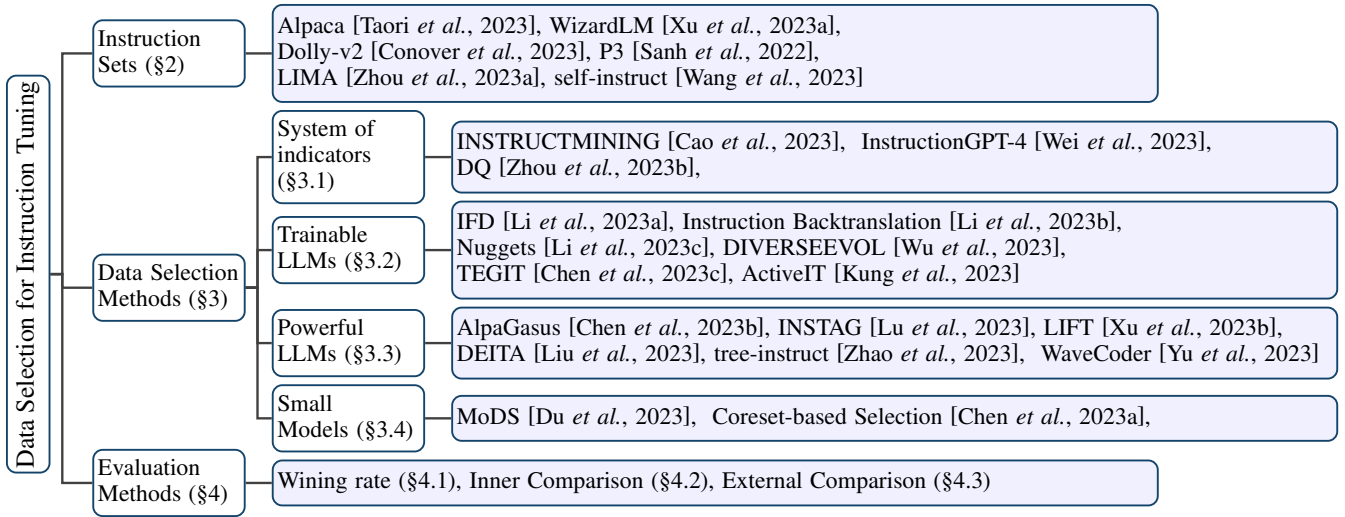 Data Selection for Instruction Tuning
Instruction
Sets (§2)
Alpaca [Taori et al., 2023], WizardLM [Xu et al., 2023a],
Dolly-v2 [Conover et al., 2023], P3 [Sanh et al., 2022],
LIMA [Zhou et al., 2023a], self-instruct [Wang et al., 2023]
Data Selection
Methods (§3)
System of
indicators
(§3.1)
INSTRUCTMINING [Cao et al., 2023], InstructionGPT-4 [Wei et al., 2023],
DQ [Zhou et al., 2023b],
Trainable
LLMs (§3.2)
IFD [Li et al., 2023a], Instruction Backtranslation [Li et al., 2023b],
Nuggets [Li et al., 2023c], DIVERSEEVOL [Wu et al., 2023],
TEGIT [Chen et al., 2023c], ActiveIT [Kung et al., 2023]
Powerful
LLMs (§3.3)
AlpaGasus [Chen et al., 2023b], INSTAG [Lu et al., 2023], LIFT [Xu et al., 2023b],
DEITA [Liu et al., 2023], tree-instruct [Zhao et al., 2023], WaveCoder [Yu et al., 2023]
Small
Models (§3.4)
MoDS [Du et al., 2023], Coreset-based Selection [Chen et al., 2023a],
Evaluation
Methods (§4)
Wining rate (§4.1), Inner Comparison (§4.2), External Comparison (§4.3)